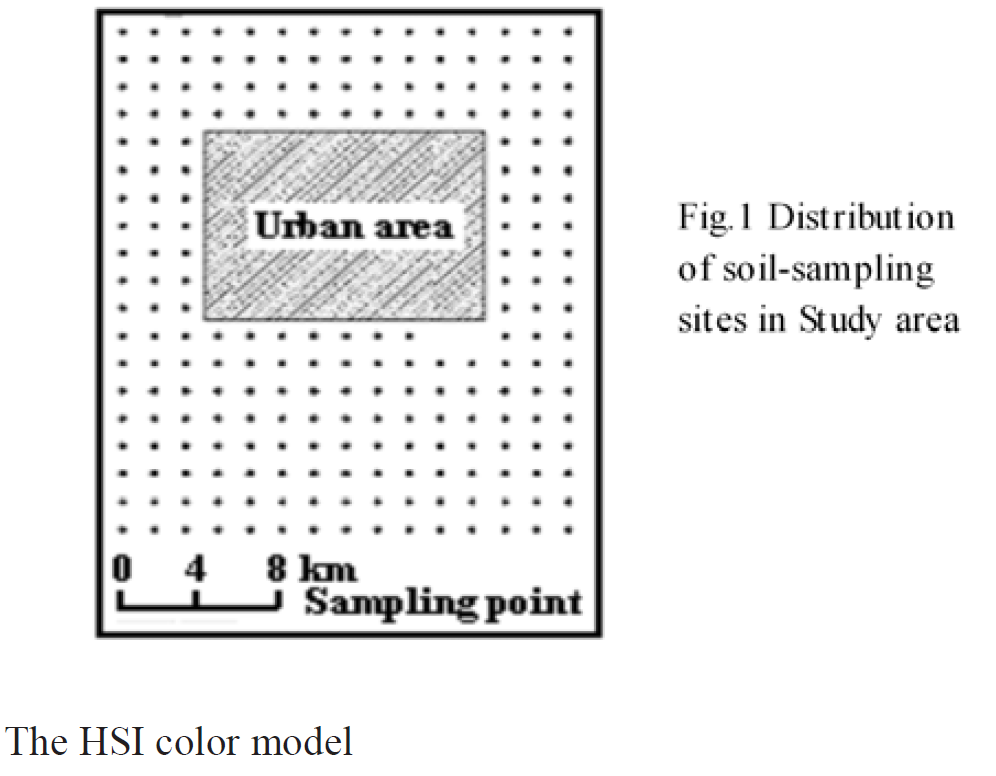 Urban area
Fig.1 Distribution
of soil-sampling
sites in Study area
0 4 8 km
Sampling point
The HSI color model